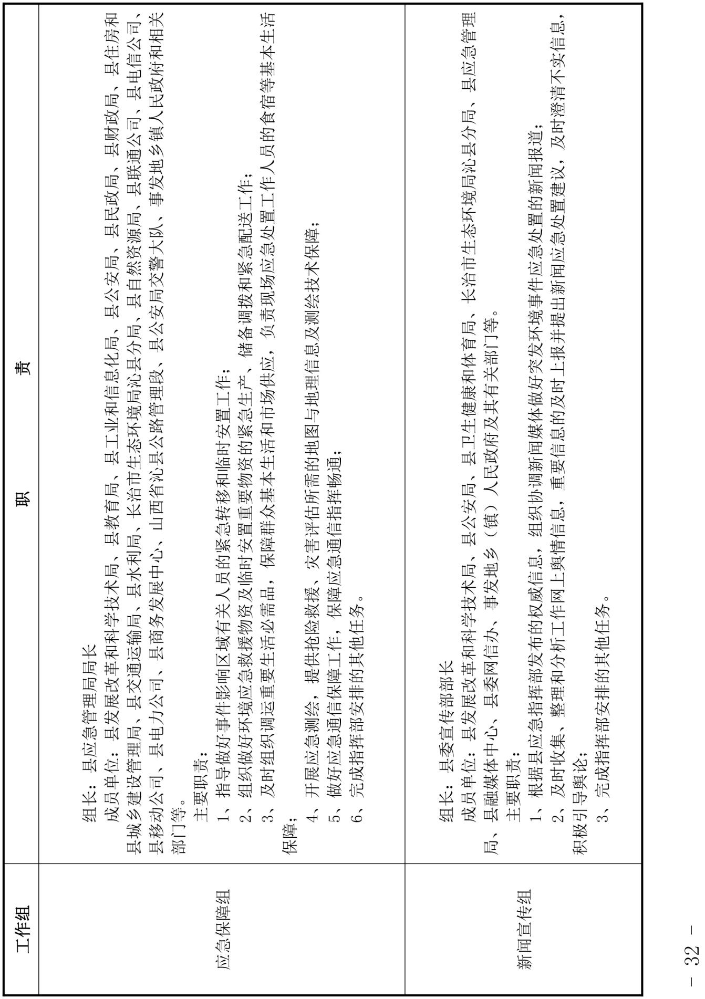 工作组
职 责
应急保障组
组长：县应急管理局局长
成员单位：县发展改革和科学技术局、县教育局、县工业和信息化局、县公安局、县民政局、县财政局、县住房和
县城乡建设管理局、县交通运输局、县水利局、长治市生态环境局沁县分局、县自然资源局、县联通公司、县电信公司、
县移动公司、县电力公司、县商务发展中心、山西省沁县公路管理段、县公安局交警大队、事发地乡镇人民政府和相关
部门等。
主要职责：
1、指导做好事件影响区域有关人员的紧急转移和临时安置工作；
2、组织做好环境应急救援物资及临时安置重要物资的紧急生产、储备调拨和紧急配送工作；
3、及时组织调运重要生活必需品，保障群众基本生活和市场供应，负责现场应急处置工作人员的食宿等基本生活
保障；
4、开展应急测绘，提供抢险救援、灾害评估所需的地图与地理信息及测绘技术保障；
5、做好应急通信保障工作，保障应急通信指挥畅通；
6、完成指挥部安排的其他任务。
新闻宣传组
组长：县委宣传部部长
成员单位：县发展改革和科学技术局、县公安局、县卫生健康和体育局、长治市生态环境局沁县分局、县应急管理
局、县融媒体中心、县委网信办、事发地乡（镇）人民政府及其有关部门等。
主要职责：
1、根据县应急指挥部发布的权威信息，组织协调新闻媒体做好突发环境事件应急处置的新闻报道；
2、及时收集、整理和分析工作网上舆情信息，重要信息的及时上报并提出新闻应急处置建议，及时澄清不实信息，
积极引导舆论；
3、完成指挥部安排的其他任务。
- 32 -